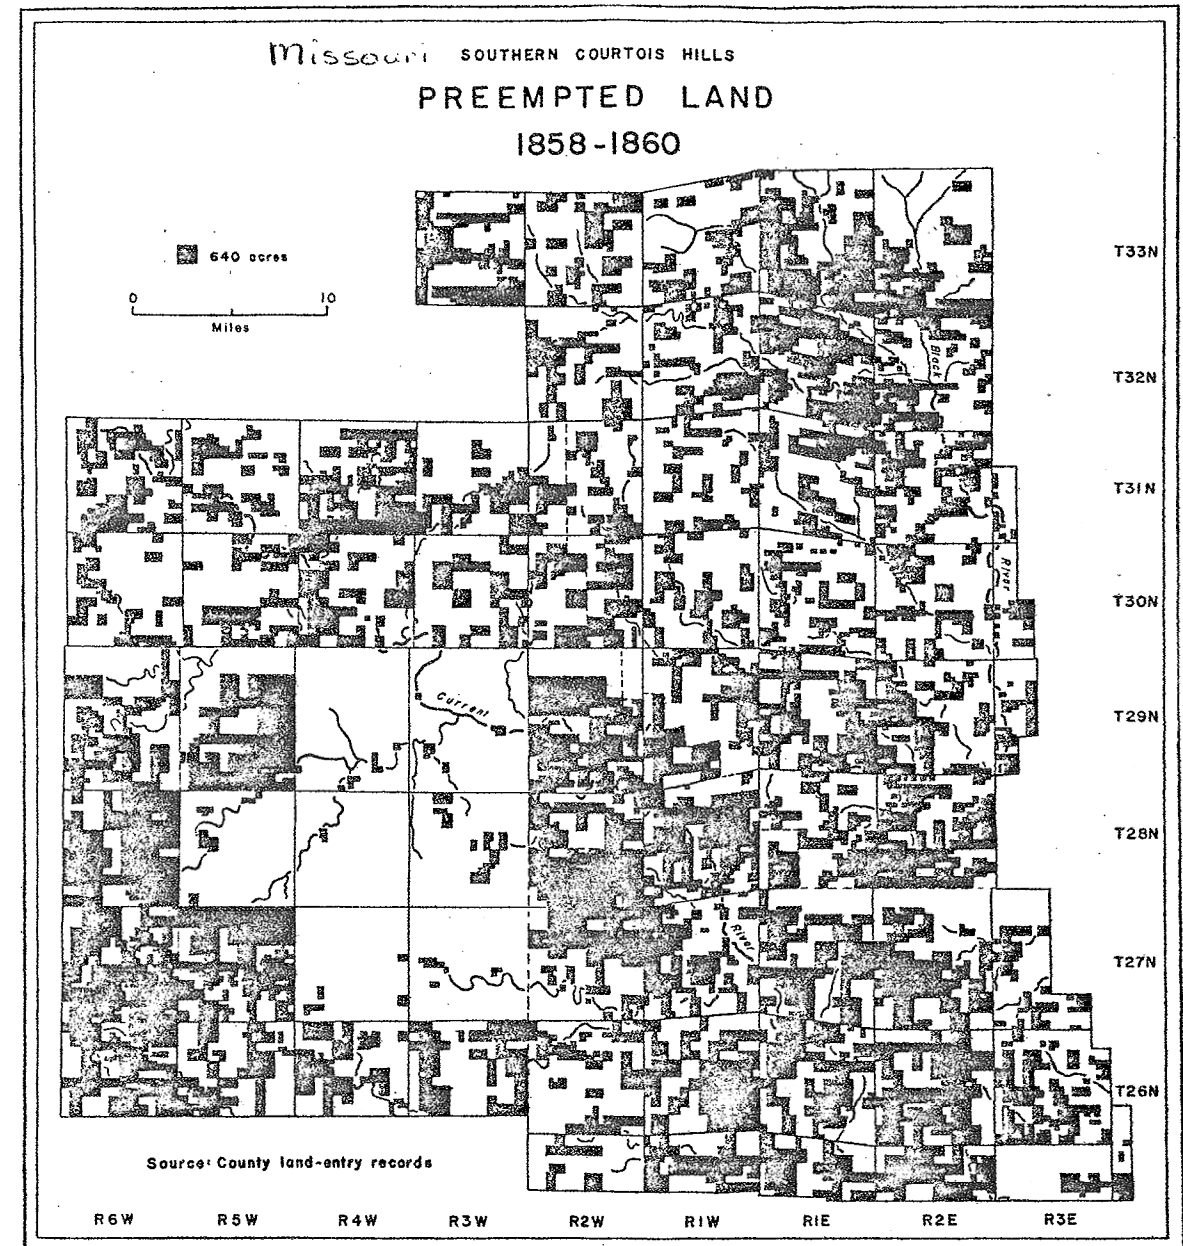 Missouri SOUTHERN COURTOIS HILLS
PREEMPTED LAND
1858-1860
640 acres
0 10
Miles
T33N
Black
T32N
T31N
River
T30N
Current
T29N
T28N
River
T27N
T26N
Source: County land-entry records
R6W R5W R4W R3W R2W R1W R1E R2E R3E